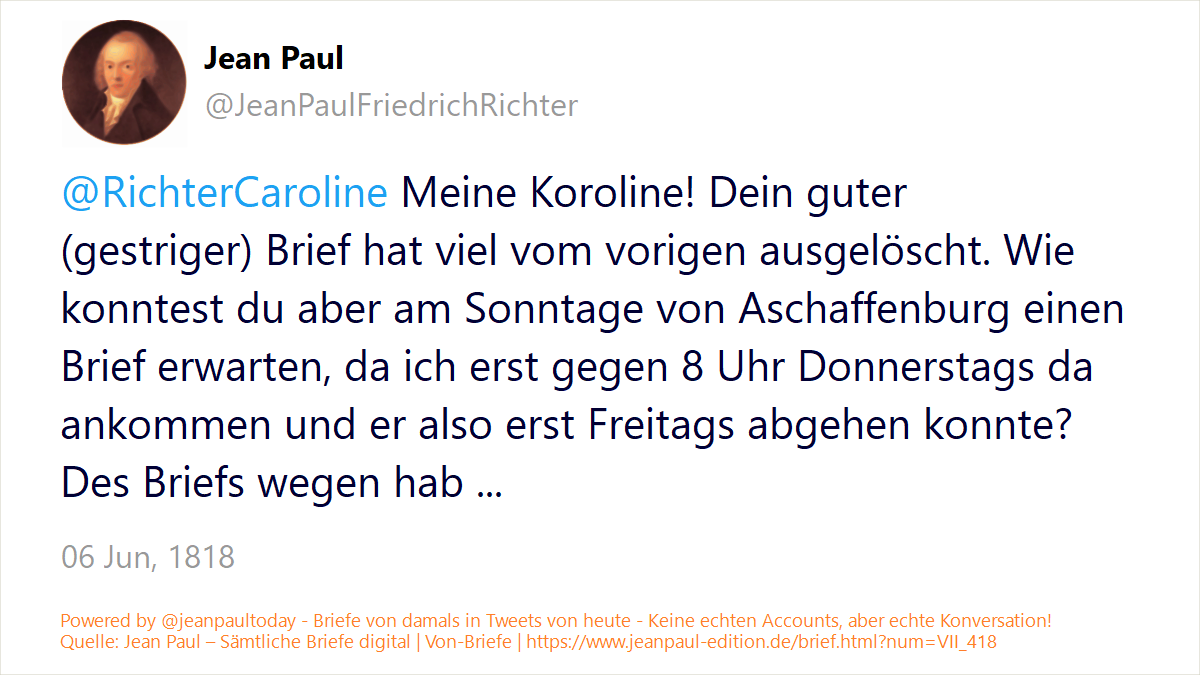 Jean Paul
@JeanPaulFriedrichRichter
@RichterCaroline Meine Koroline! Dein guter
(gestriger) Brief hat viel vom vorigen ausgelöscht. Wie
konntest du aber am Sonntage von Aschaffenburg einen
Brief erwarten, da ich erst gegen 8 Uhr Donnerstags da
ankommen und er also erst Freitags abgehen konnte?
Des Briefs wegen hab ...
06 Jun, 1818
Powered by @jeanpaultoday - Briefe von damals in Tweets von heute - Keine echten Accounts, aber echte Konversation!
Quelle: Jean Paul – Sämtliche Briefe digital | Von-Briefe | https://www.jeanpaul-edition.de/brief.html?num=VII_418